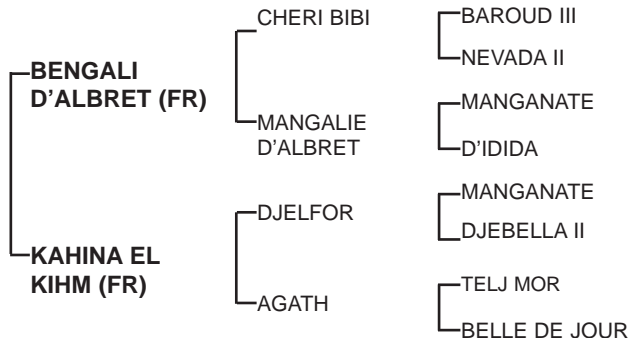 BENGALI
D'ALBRET (FR)
KAHINA EL
KIHM (FR)
CHERI BIBI
MANGALIE
D'ALBRET
DJELFOR
AGATH
BAROUD III
NEVADA II
MANGANATE
D'IDIDA
MANGANATE
DJEBELLA II
TELJ MOR
BELLE DE JOUR